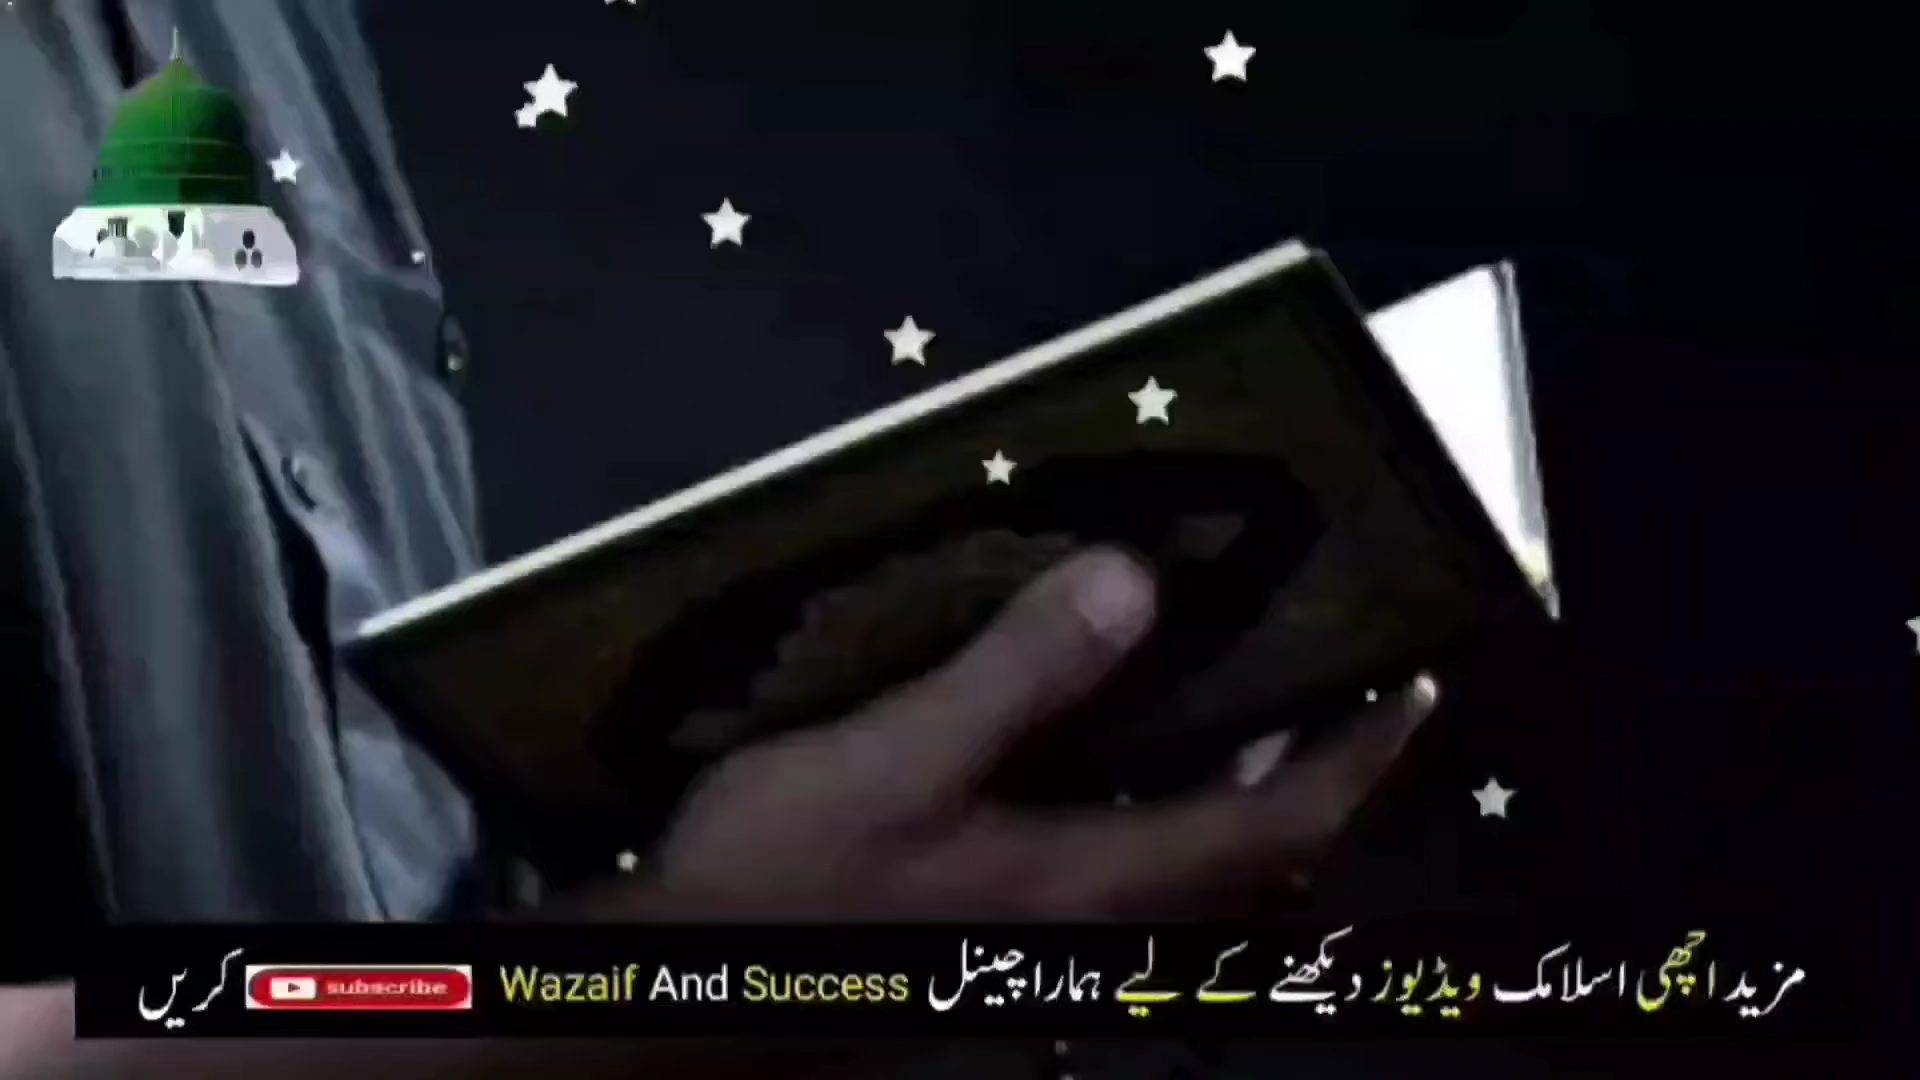 مزید اچھی اسلامک ویڈیوز دیکھنے کے لیے ہمارا چینل Wazaif And Success subscribe کریں